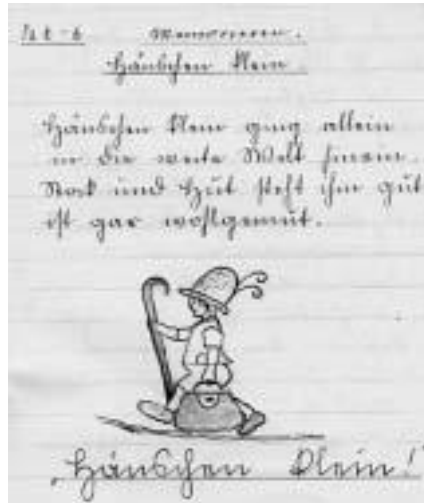 Memorieren.
Hänschen klein.
Hänschen klein ging allein
in die weite Welt hinein.
Stock und Hut steht ihm gut
ist gar wohlgemut.
„Hänschen klein!